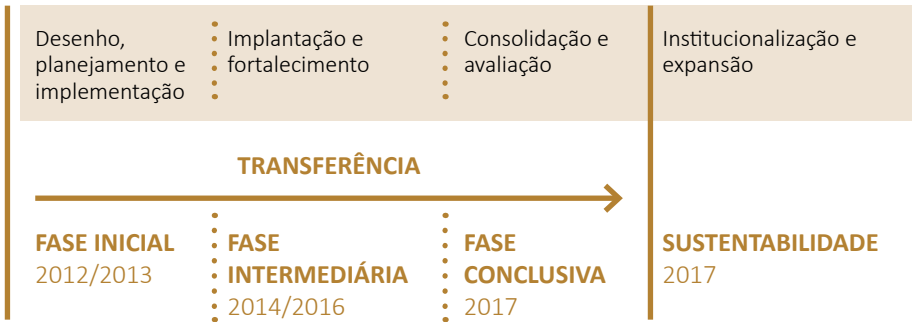 Desenho,
planejamento e
implementação
Implantação e
fortalecimento
Consolidação e
avaliação
Institucionalização e
expansão
TRANSFERÊNCIA
FASE INICIAL
2012/2013
FASE
INTERMEDIÁRIA
2014/2016
FASE
CONCLUSIVA
2017
SUSTENTABILIDADE
2017